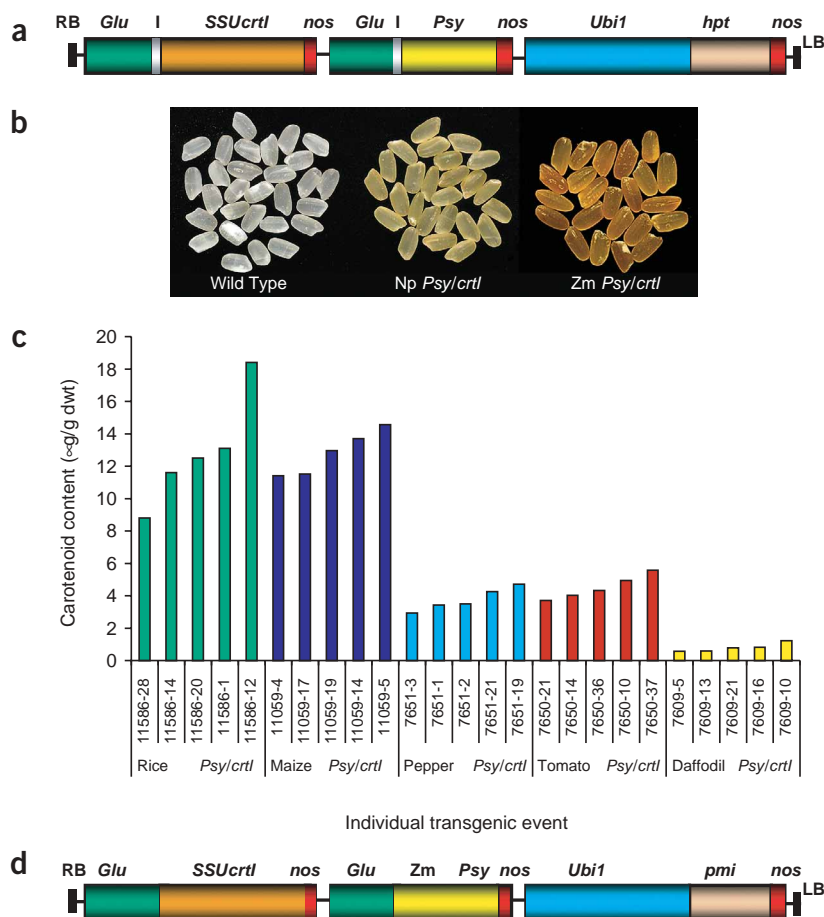 a
RB Glu I SSUcrtI nos Glu I Psy nos Ubi1 hpt nos LB
b
Wild Type Np Psy/crtI Zm Psy/crtI
c
Carotenoid content (∝g/g dwt)
20
18
16
14
12
10
8
6
4
2
0
11586-28 11586-14 11586-20 11586-1 11586-12 11059-4 11059-17 11059-19 11059-14 11059-5 7651-3 7651-1 7651-2 7651-21 7651-19 7650-21 7650-14 7650-36 7650-10 7650-37 7609-5 7609-13 7609-21 7609-16 7609-10
Rice Psy/crtI Maize Psy/crtI Pepper Psy/crtI Tomato Psy/crtI Daffodil Psy/crtI
Individual transgenic event
d
RB Glu SSUcrtI nos Glu Zm Psy nos Ubi1 pmi nos LB